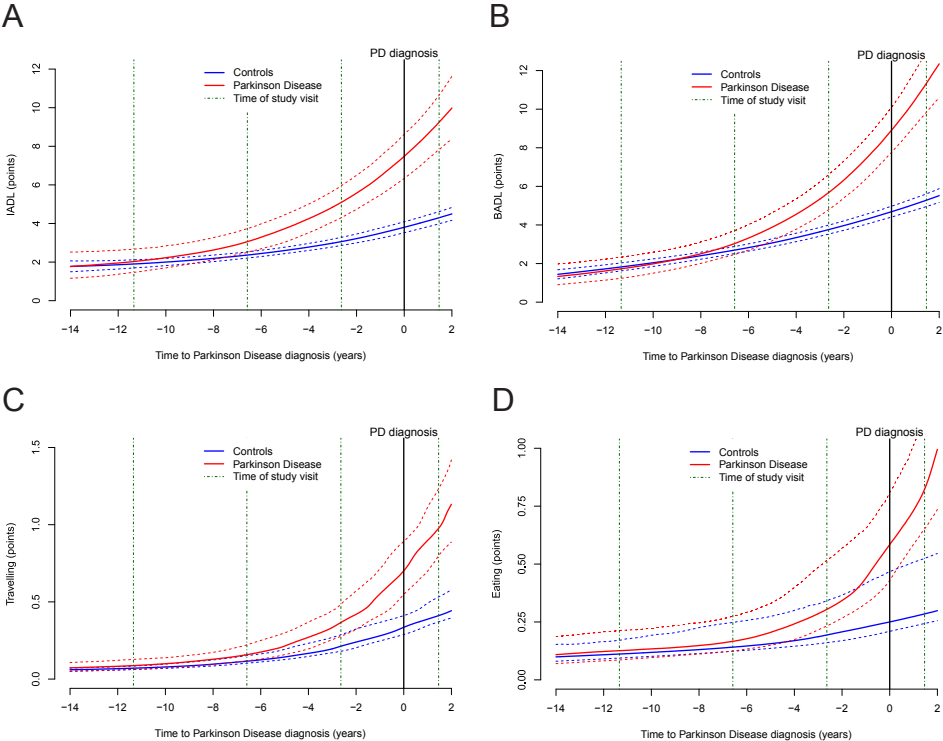 A
PD diagnosis
Controls
Parkinson Disease
Time of study visit
IADL (points)
0 2 4 6 8 10 12
−14 −12 −10 −8 −6 −4 −2 0 2
Time to Parkinson Disease diagnosis (years)
B
PD diagnosis
Controls
Parkinson Disease
Time of study visit
BADL (points)
0 2 4 6 8 10 12
−14 −12 −10 −8 −6 −4 −2 0 2
Time to Parkinson Disease diagnosis (years)
C
PD diagnosis
Controls
Parkinson Disease
Time of study visit
Travelling (points)
0.0 0.5 1.0 1.5
−14 −12 −10 −8 −6 −4 −2 0 2
Time to Parkinson Disease diagnosis (years)
D
PD diagnosis
Controls
Parkinson Disease
Time of study visit
Eating (points)
0.00 0.25 0.50 0.75 1.00
−14 −12 −10 −8 −6 −4 −2 0 2
Time to Parkinson Disease diagnosis (years)